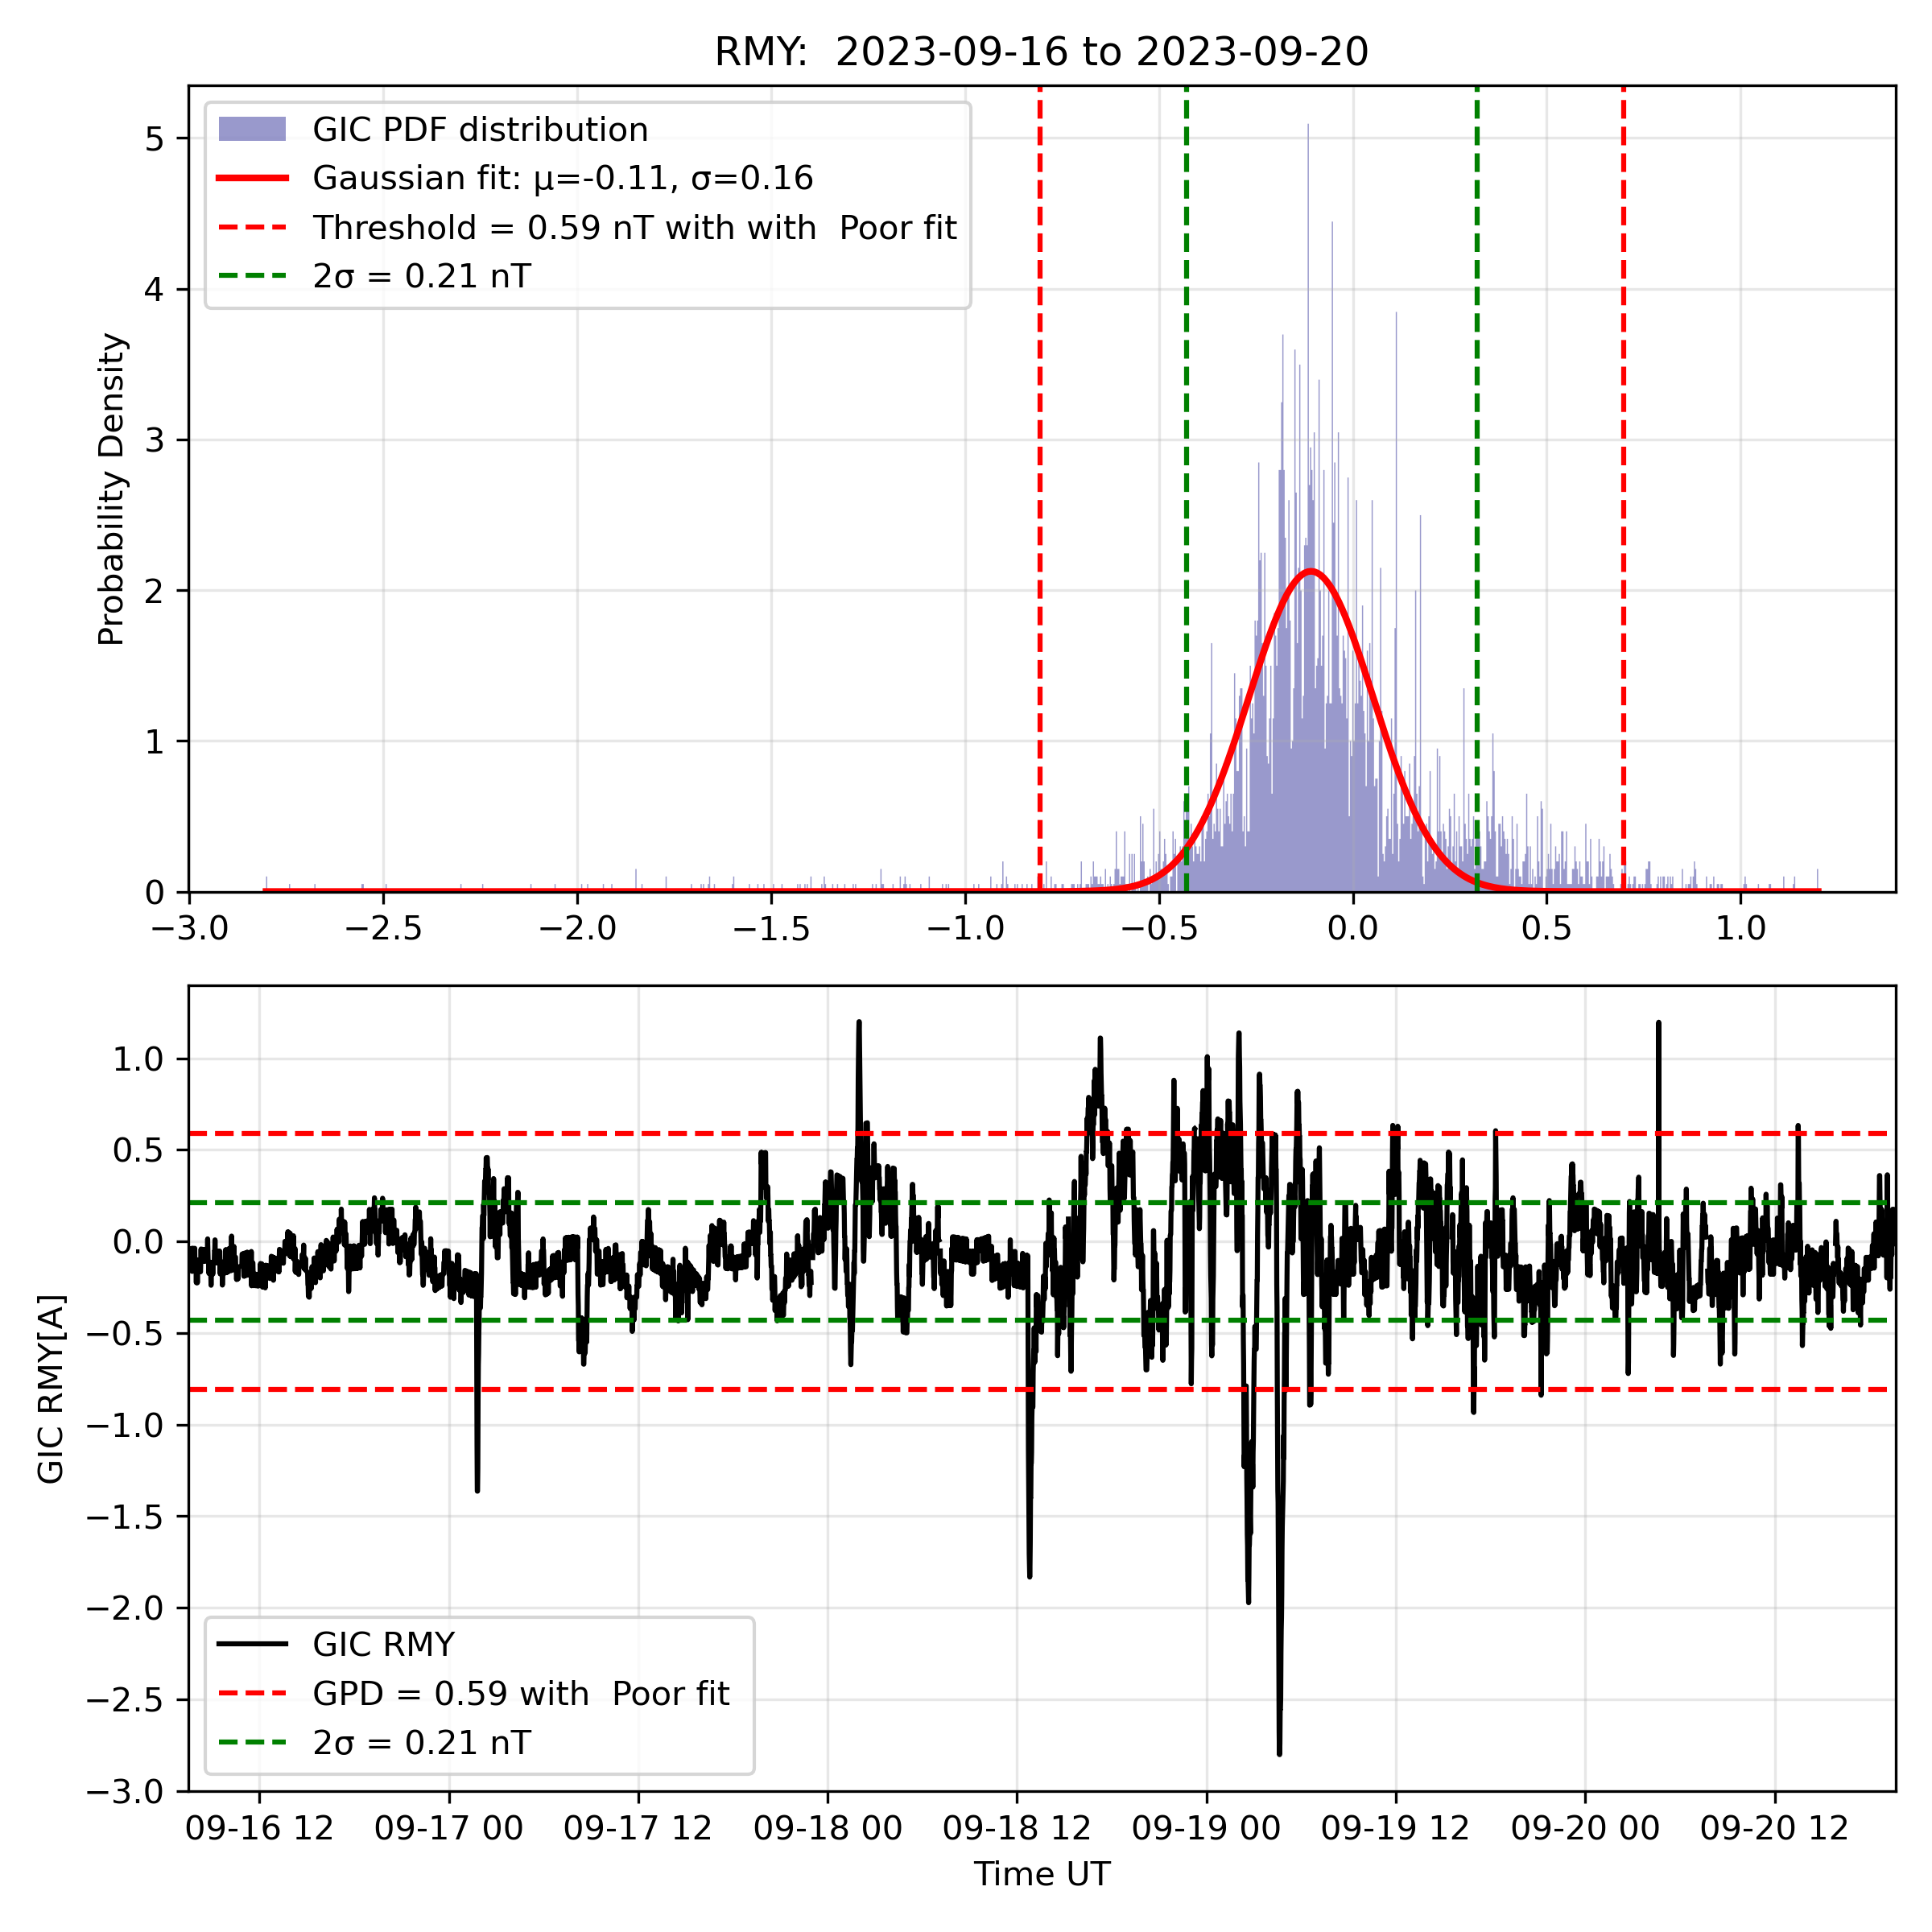 RMY:  2023-09-16 to 2023-09-20
GIC PDF distribution
Gaussian fit: μ=-0.11, σ=0.16
Threshold = 0.59 nT with with  Poor fit
2σ = 0.21 nT
Probability Density
5
4
3
2
1
0
−3.0 −2.5 −2.0 −1.5 −1.0 −0.5 0.0 0.5 1.0
GIC RMY[A]
1.0
0.5
0.0
−0.5
−1.0
−1.5
−2.0
−2.5
−3.0
GIC RMY
GPD = 0.59 with  Poor fit
2σ = 0.21 nT
09-16 12 09-17 00 09-17 12 09-18 00 09-18 12 09-19 00 09-19 12 09-20 00 09-20 12
Time UT